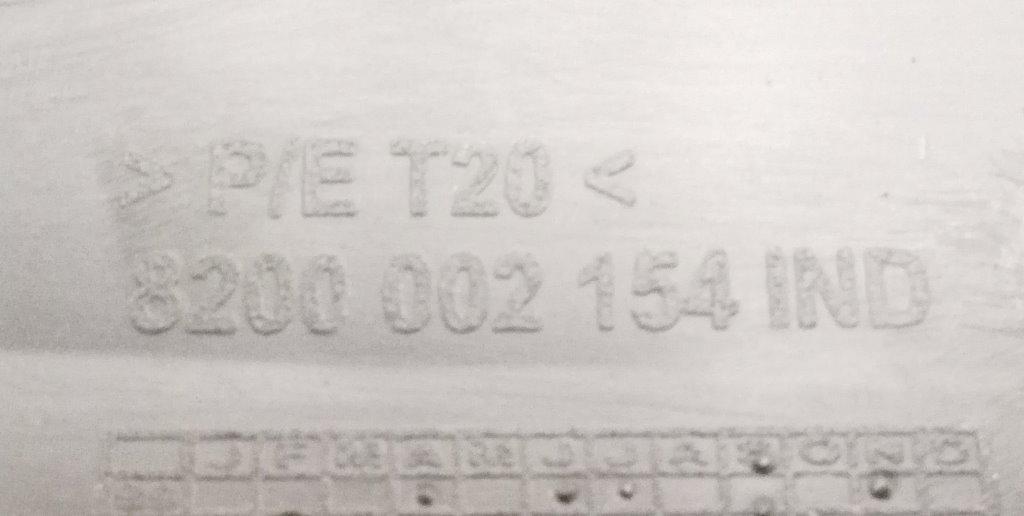 > P/E T20 <
8200 002 154 IND
J F M A M J J A S O N D